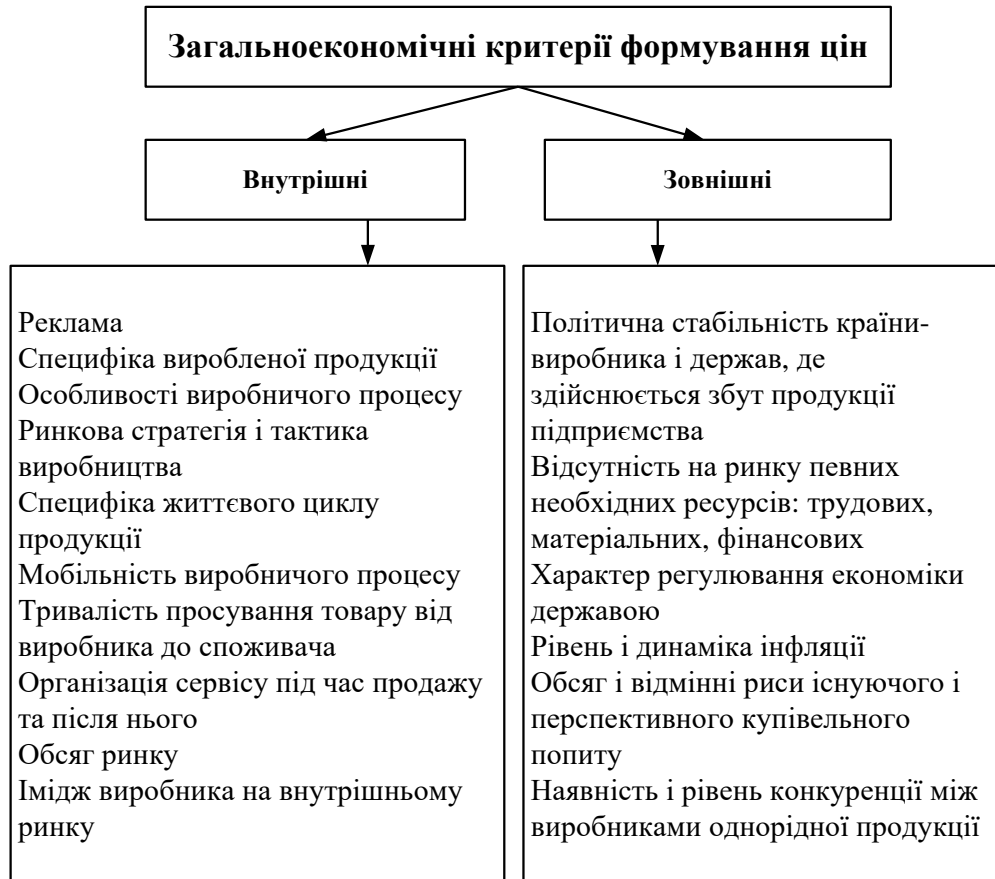 Загальноекономічні критерії формування цін
Внутрішні
Зовнішні
Реклама
Специфіка виробленої продукції
Особливості виробничого процесу
Ринкова стратегія і тактика
виробництва
Специфіка життєвого циклу
продукції
Мобільність виробничого процесу
Тривалість просування товару від
виробника до споживача
Організація сервісу під час продажу
та після нього
Обсяг ринку
Імідж виробника на внутрішньому
ринку
Політична стабільність країни-
виробника і держав, де
здійснюється збут продукції
підприємства
Відсутність на ринку певних
необхідних ресурсів: трудових,
матеріальних, фінансових
Характер регулювання економіки
державою
Рівень і динаміка інфляції
Обсяг і відмінні риси існуючого і
перспективного купівельного
попиту
Наявність і рівень конкуренції між
виробниками однорідної продукції